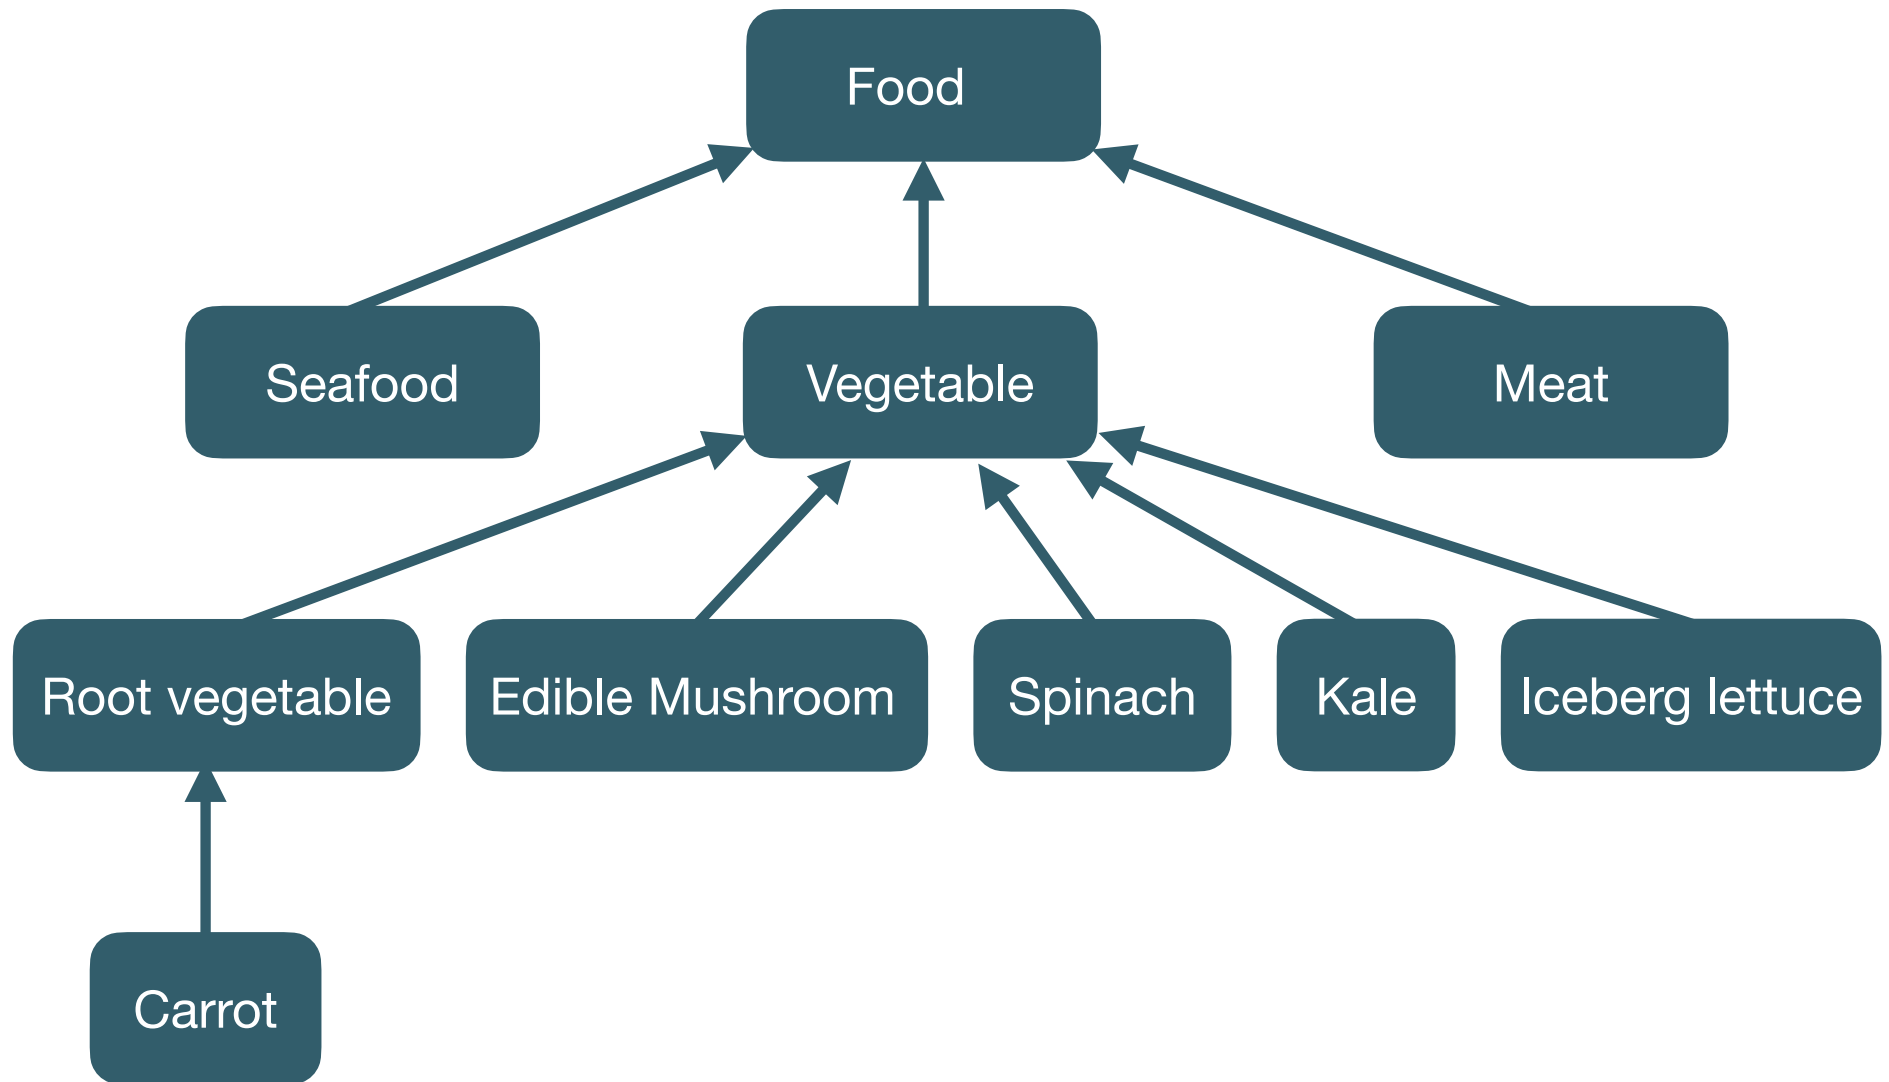 Food
Seafood
Vegetable
Meat
Root vegetable
Edible Mushroom
Spinach
Kale
Iceberg lettuce
Carrot